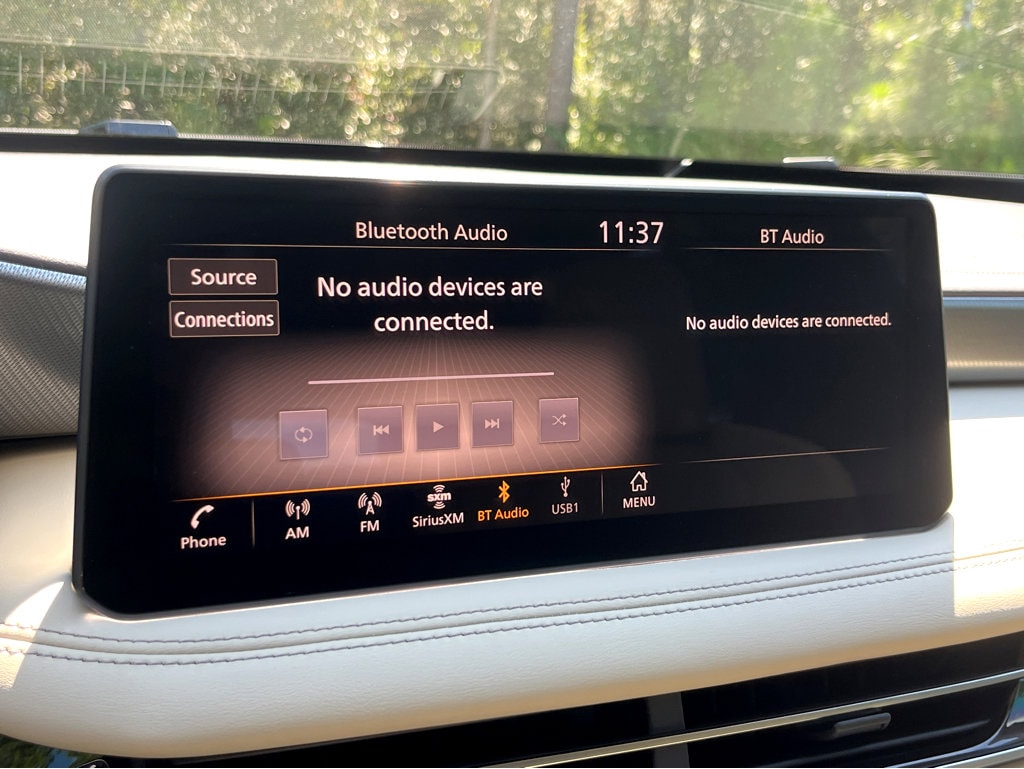 Bluetooth Audio 11:37 BT Audio
Source
Connections
No audio devices are
connected.
No audio devices are connected.
Phone
AM
FM
sxm
SiriusXM
BT Audio
USB1
MENU